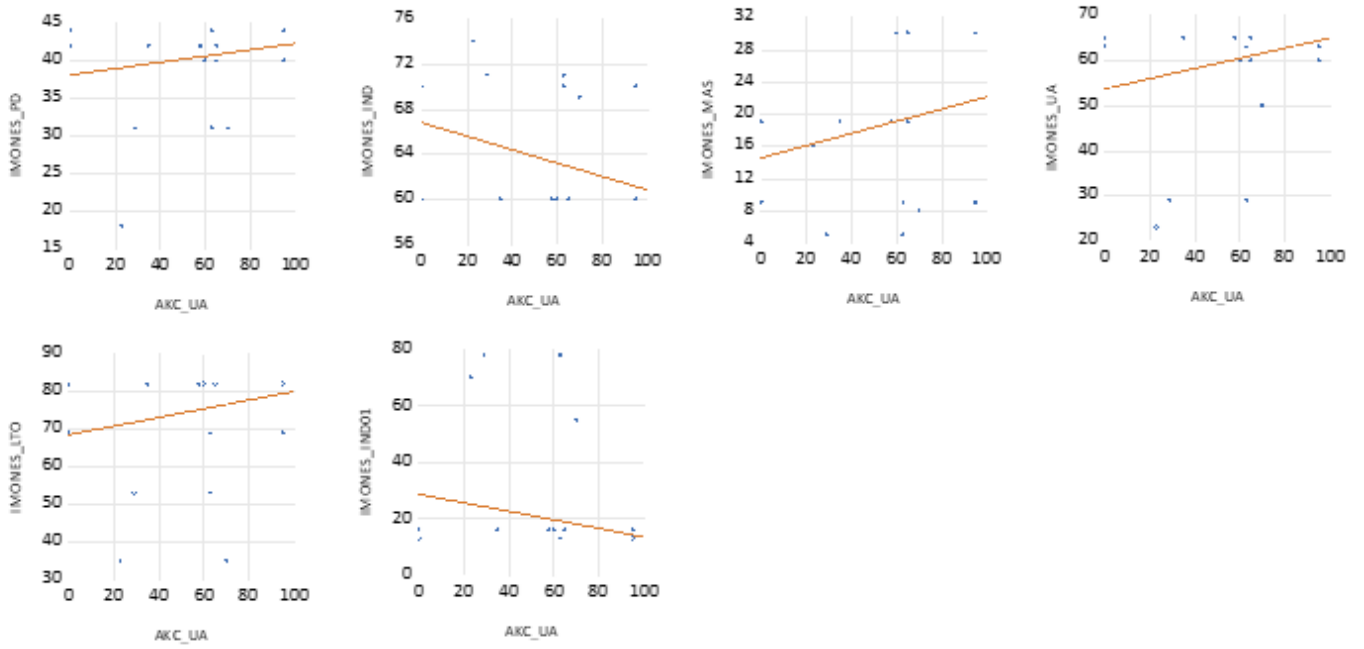 45
40
35
30
25
20
15
IMONES_PD
0 20 40 60 80 100
AKC_UA
76
72
68
64
60
56
IMONES_IND
0 20 40 60 80 100
AKC_UA
32
28
24
20
16
12
8
4
IMONES_MAS
0 20 40 60 80 100
AKC_UA
70
60
50
40
30
20
IMONES_UA
0 20 40 60 80 100
AKC_UA
90
80
70
60
50
40
30
IMONES_LTO
0 20 40 60 80 100
AKC_UA
80
60
40
20
0
IMONES_IND01
0 20 40 60 80 100
AKC_UA